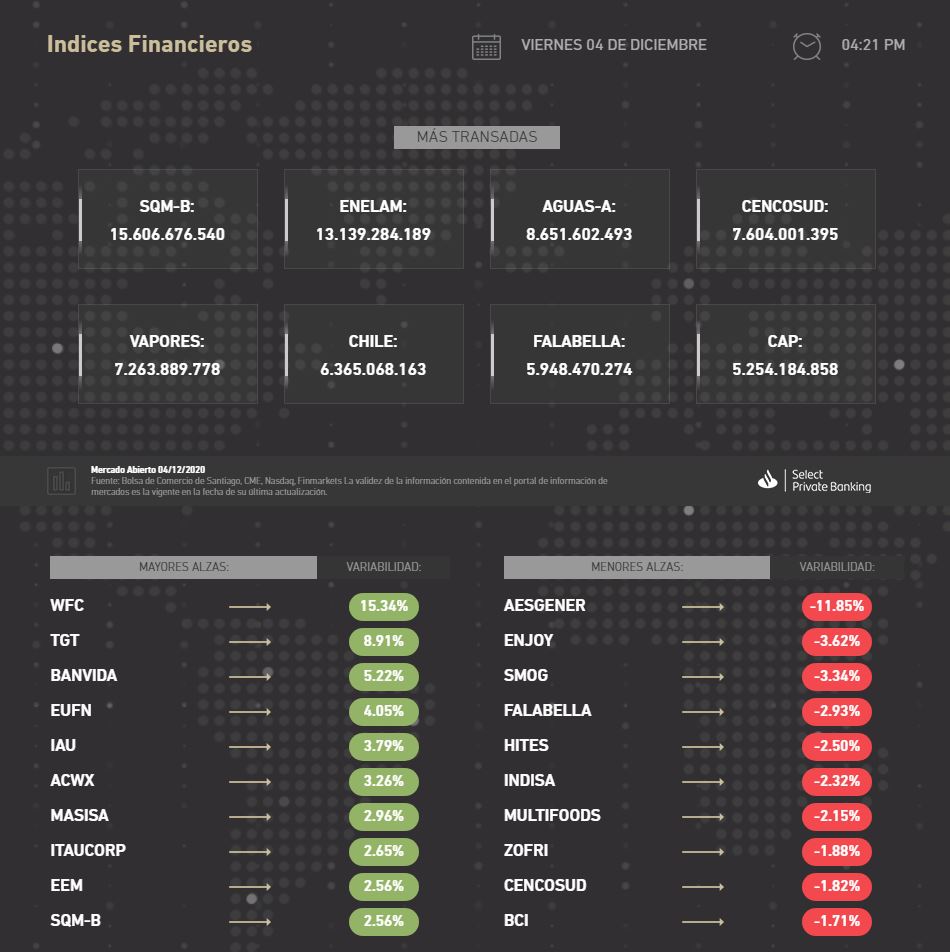 Indices Financieros
VIERNES 04 DE DICIEMBRE
04:21 PM
MÁS TRANSADAS
SQM-B:
15.606.676.540
ENELAM:
13.139.284.189
AGUAS-A:
8.651.602.493
CENCOSUD:
7.604.001.395
VAPORES:
7.263.889.778
CHILE:
6.365.068.163
FALABELLA:
5.948.470.274
CAP:
5.254.184.858
Mercado Abierto 04/12/2020
Fuente: Bolsa de Comercio de Santiago, CME, Nasdaq, Finmarkets La validez de la información contenida en el portal de información de
mercados es la vigente en la fecha de su última actualización.
Select
Private Banking
MAYORES ALZAS: VARIABILIDAD:
WFC 15.34%
TGT 8.91%
BANVIDA 5.22%
EUFN 4.05%
IAU 3.79%
ACWX 3.26%
MASISA 2.96%
ITAUCORP 2.65%
EEM 2.56%
SQM-B 2.56%
MENORES ALZAS: VARIABILIDAD:
AESGENER -11.85%
ENJOY -3.62%
SMOG -3.34%
FALABELLA -2.93%
HITES -2.50%
INDISA -2.32%
MULTIFOODS -2.15%
ZOFRI -1.88%
CENCOSUD -1.82%
BCI -1.71%